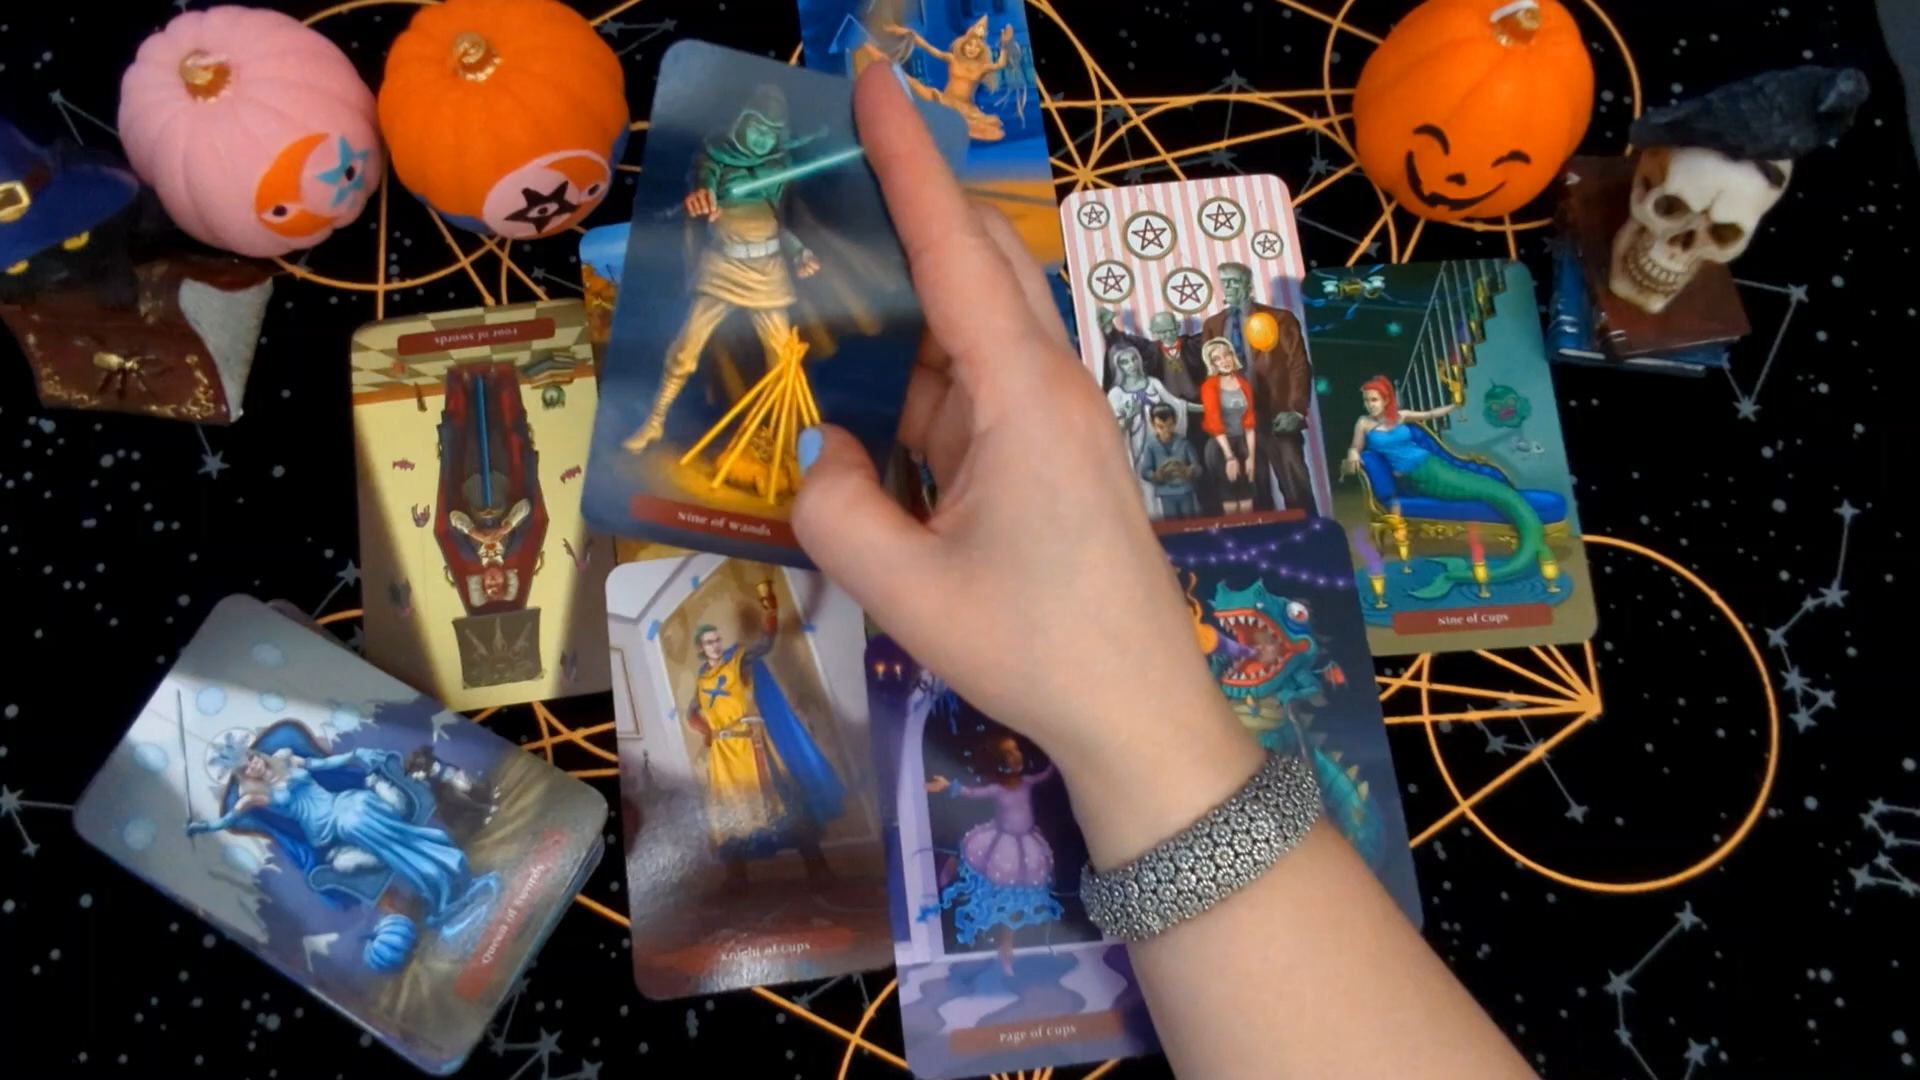 Four of Swords
Nine of Wands
Nine of Cups
Queen of Swords
Knight of Cups
Page of Cups